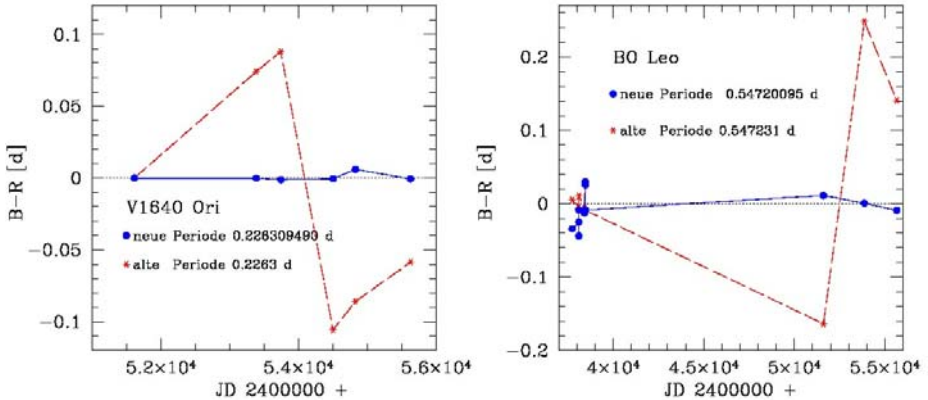 0.1
0.05
0
−0.05
−0.1
B−R [d]
V1640 Ori
neue Periode 0.226309490 d
alte Periode 0.2263 d
5.2×10⁴
5.4×10⁴
5.6×10⁴
JD 2400000 +
0.2
0.1
0
−0.1
−0.2
B−R [d]
BO Leo
neue Periode 0.54720095 d
alte Periode 0.547231 d
4×10⁴
4.5×10⁴
5×10⁴
5.5×10⁴
JD 2400000 +